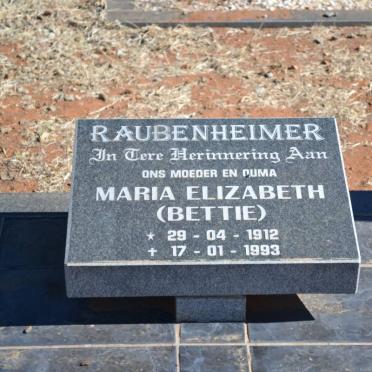 RAUBENHEIMER
In Tere Herinnering Aan
ONS MOEDER EN OUMA
MARIA ELIZABETH
(BETTIE)
* 29 - 04 - 1912
+ 17 - 01 - 1993